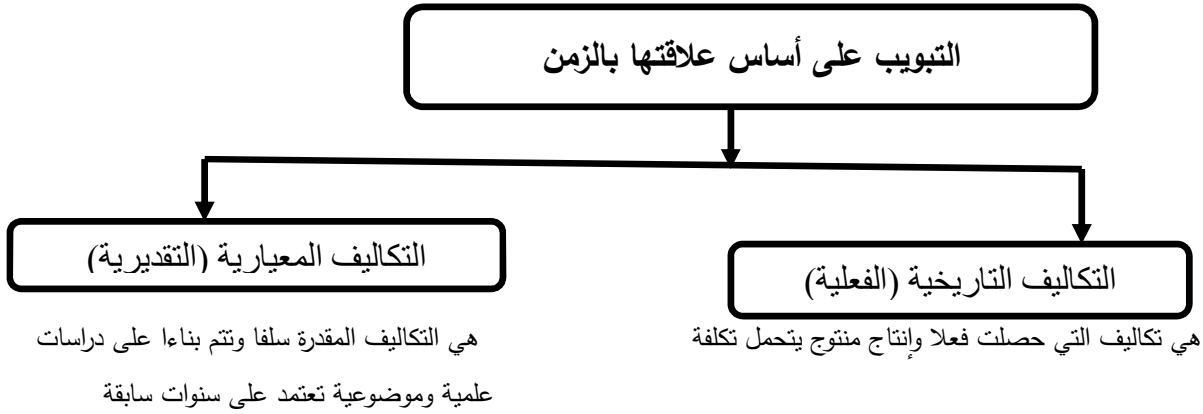 التبويب على أساس علاقتها بالزمن
التكاليف التاريخية (الفعلية)
هي تكاليف التي حصلت فعلا وإنتاج منتوج يتحمل تكلفة
التكاليف المعيارية (التقديرية)
هي التكاليف المقدرة سلفا وتتم بناءا على دراسات
علمية وموضوعية تعتمد على سنوات سابقة